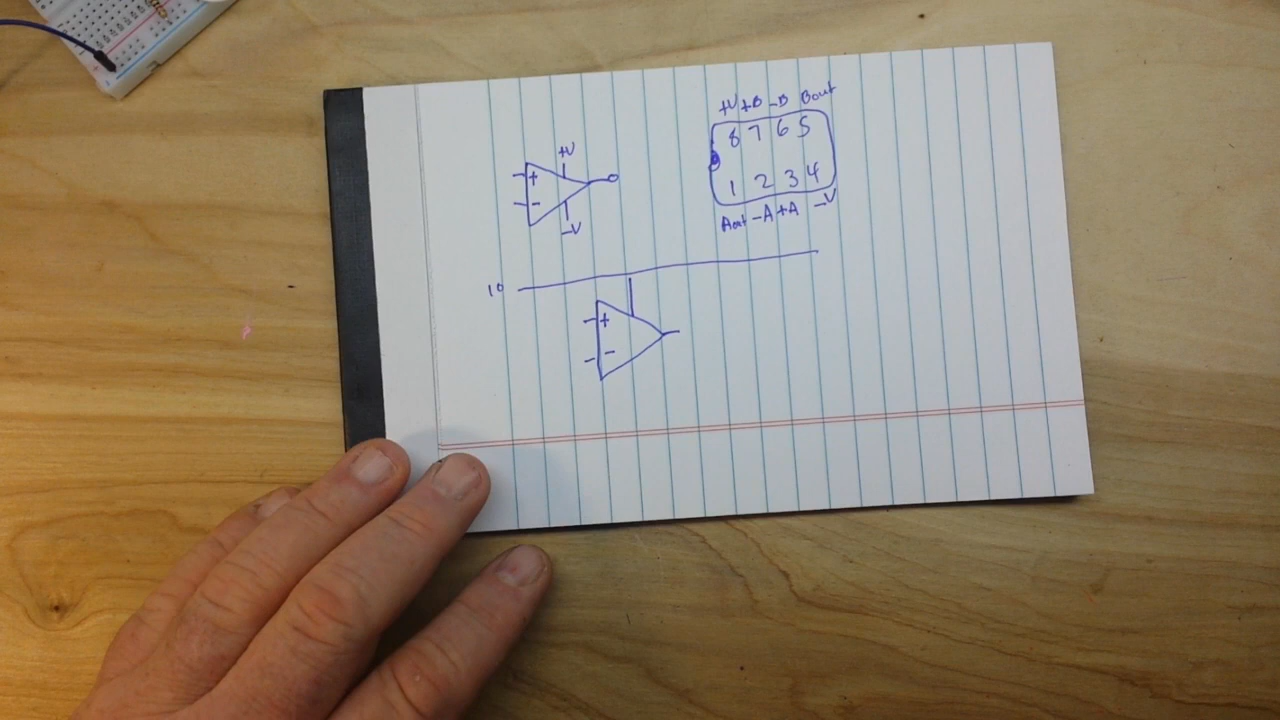 +V +B -B Bout
8 7 6 5
1 2 3 4
Aout -A +A -V
+V
+
-
-V
10
+
-